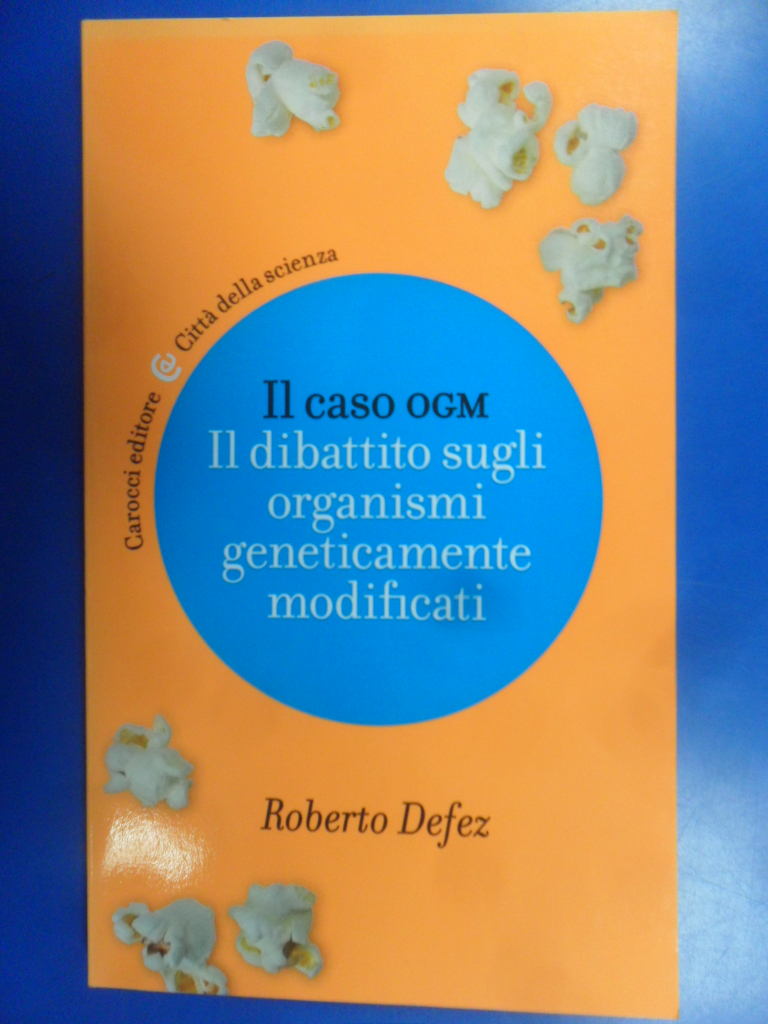 Carocci editore @ Città della scienza
Il caso OGM
Il dibattito sugli
organismi
geneticamente
modificati
Roberto Defez